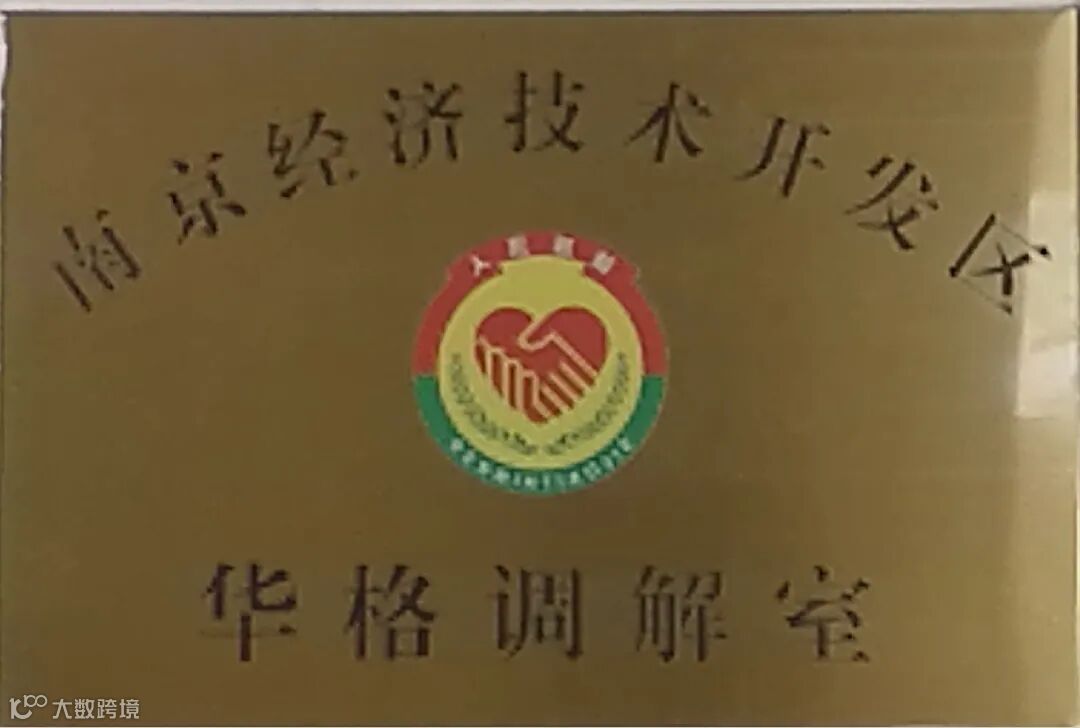 南京经济技术开发区
人民调解
华格调解室
大数跨境